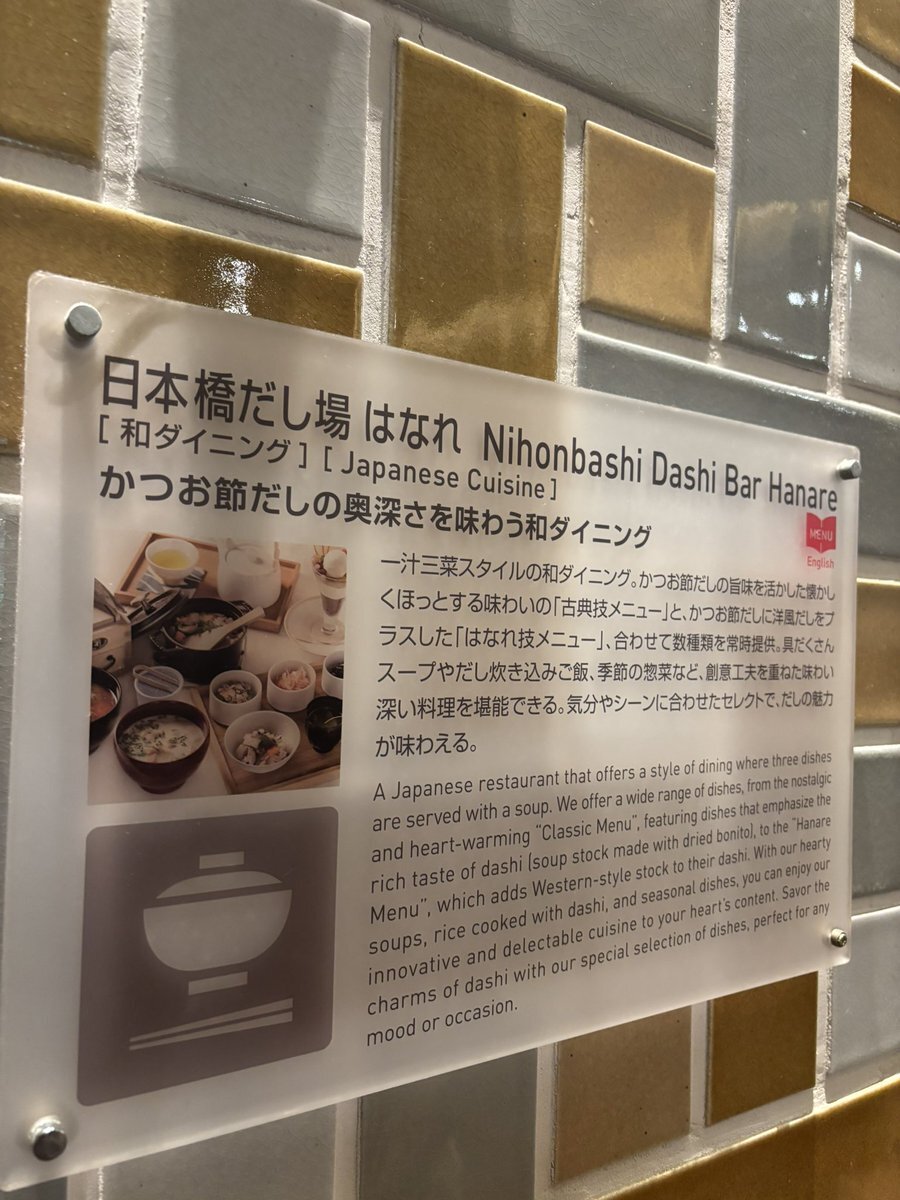 日本橋だし場 はなれ Nihonbashi Dashi Bar Hanare
[ 和ダイニング ] [ Japanese Cuisine ]
かつお節だしの奥深さを味わう和ダイニング
MENU
English
一汁三菜スタイルの和ダイニング。かつお節だしの旨味を活かした懐かし
くほっとする味わいの「古典技メニュー」と、かつお節だしに洋風だしをプ
ラスした「はなれ技メニュー」、合わせて数種類を常時提供。具だくさん
スープやだし炊き込みご飯、季節の惣菜など、創意工夫を重ねた味わい
深い料理を堪能できる。気分やシーンに合わせたセレクトで、だしの魅力
が味わえる。
A Japanese restaurant that offers a style of dining where three dishes
are served with a soup. We offer a wide range of dishes, from the nostalgic
and heart-warming "Classic Menu", featuring dishes that emphasize the
rich taste of dashi (soup stock made with dried bonito), to the "Hanare
Menu", which adds Western-style stock to their dashi. With our hearty
soups, rice cooked with dashi, and seasonal dishes, you can enjoy our
innovative and delectable cuisine to your heart's content. Savor the
charms of dashi with our special selection of dishes, perfect for any
mood or occasion.